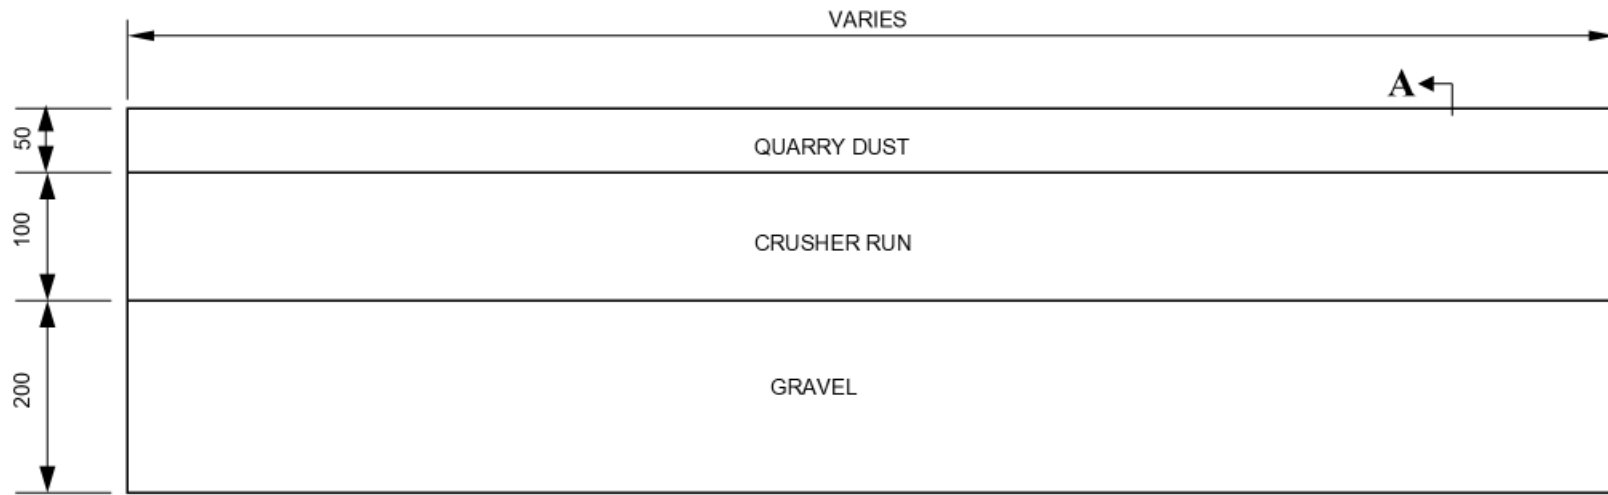 VARIES
A
50
QUARRY DUST
100
CRUSHER RUN
200
GRAVEL